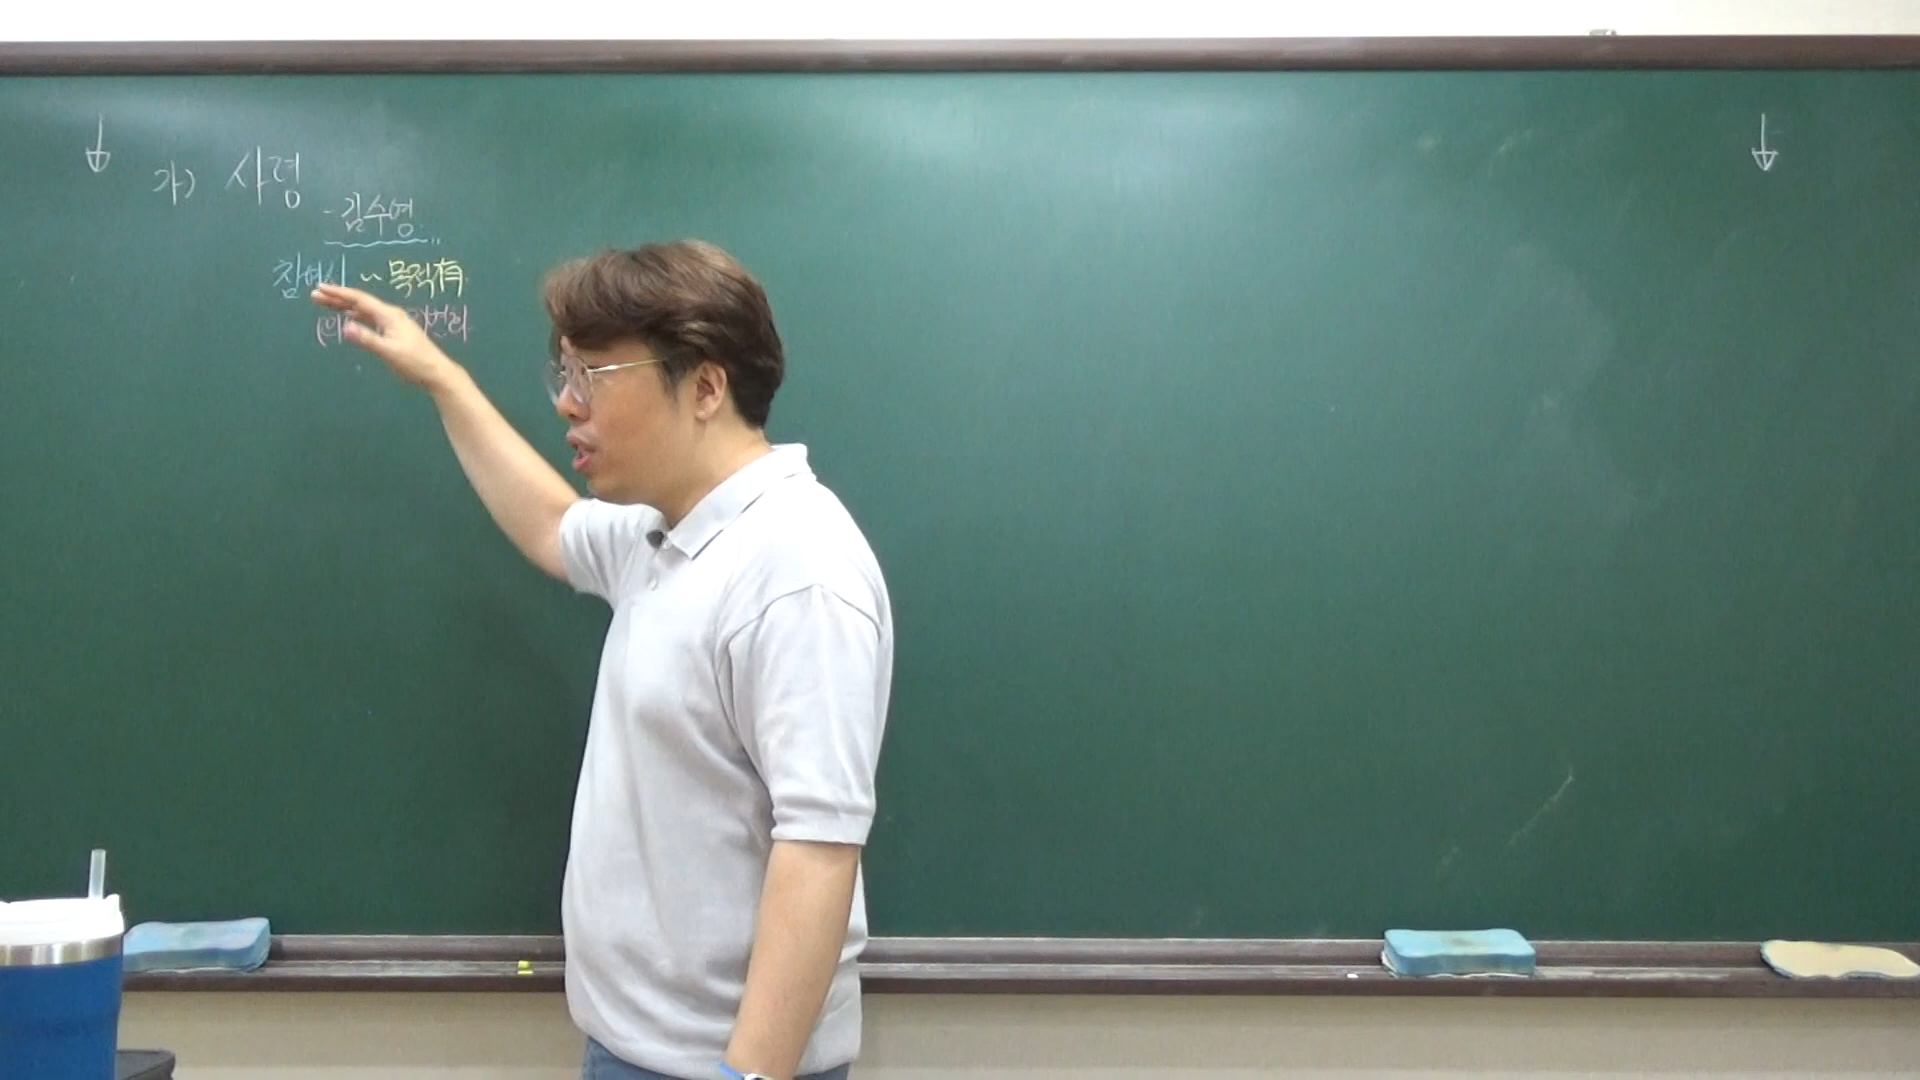 가) 사령
- 김수영
참여시 ~ 목적有